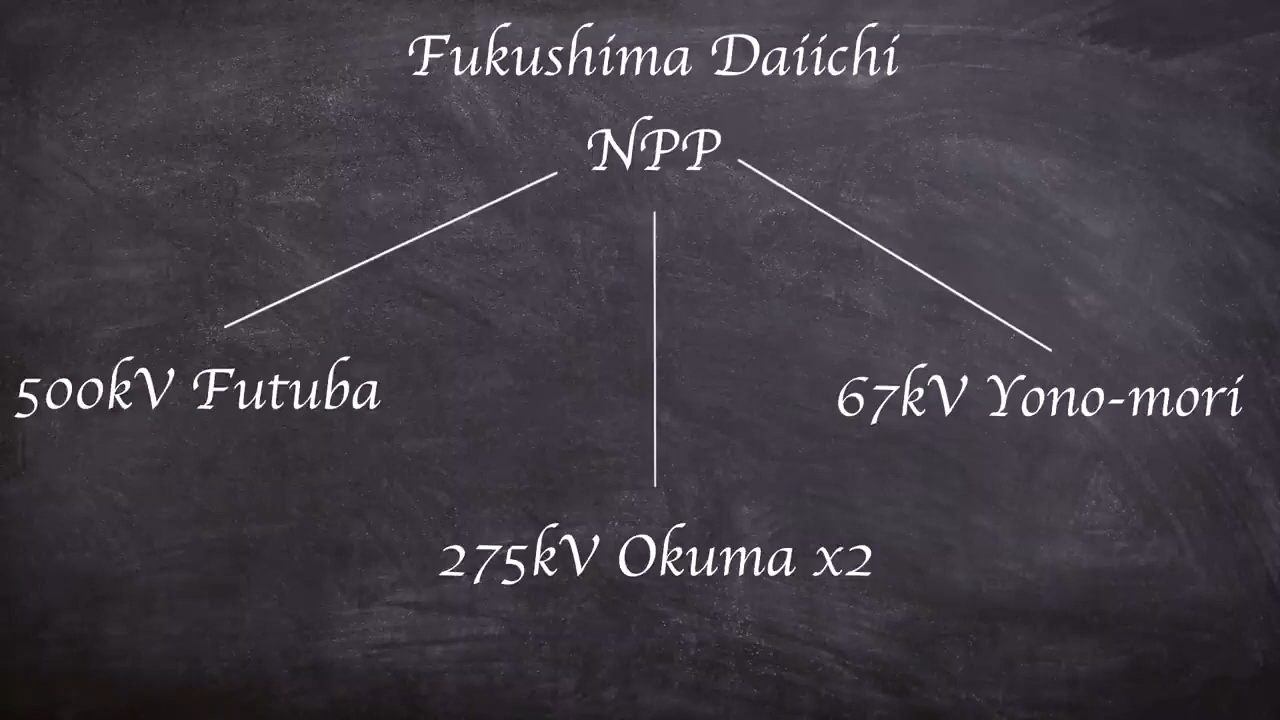 Fukushima Daiichi
NPP
500kV Futuba
67kV Yono-mori
275kV Okuma x2